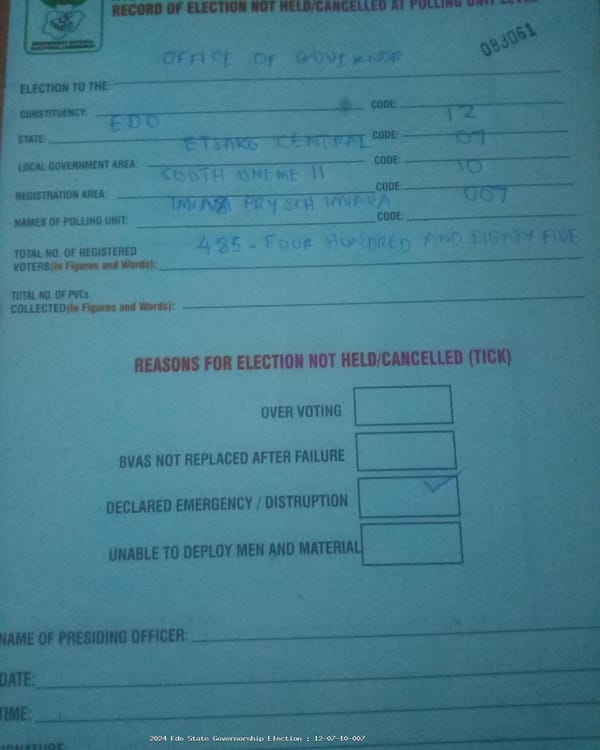 RECORD OF ELECTION NOT HELD/CANCELLED AT POLLING UNIT LEVEL
INDEPENDENT NATIONAL ELECTORAL COMMISSION
083061
ELECTION TO THE: OFFICE OF GOVERNOR
CONSTITUENCY: CODE:
STATE: EDO CODE: 12
LOCAL GOVERNMENT AREA: ETSAKO CENTRAL CODE: 07
REGISTRATION AREA: SOUTH UNEME II CODE: 10
NAMES OF POLLING UNIT: PRY SCH CODE: 007
TOTAL NO. OF REGISTERED
VOTERS(In Figures and Words): 485 - FOUR HUNDRED AND EIGHTY FIVE
TOTAL NO. OF PVCs
COLLECTED(In Figures and Words):
REASONS FOR ELECTION NOT HELD/CANCELLED (TICK)
OVER VOTING
BVAS NOT REPLACED AFTER FAILURE
DECLARED EMERGENCY / DISTRUPTION
UNABLE TO DEPLOY MEN AND MATERIAL
NAME OF PRESIDING OFFICER:
DATE:
TIME:
SIGNATURE:
2024 Edo State Governorship Election : 12-07-10-007